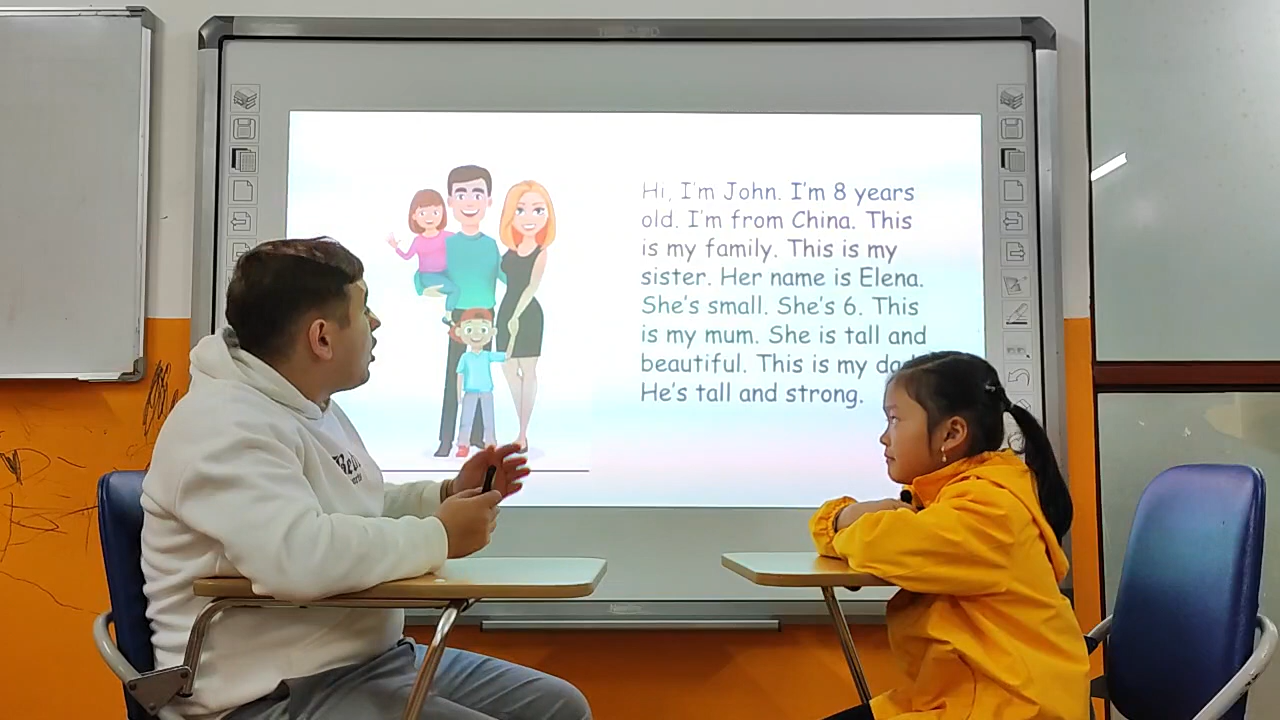 Hi, I'm John. I'm 8 years
old. I'm from China. This
is my family. This is my
sister. Her name is Elena.
She's small. She's 6. This
is my mum. She is tall and
beautiful. This is my
He's tall and strong.